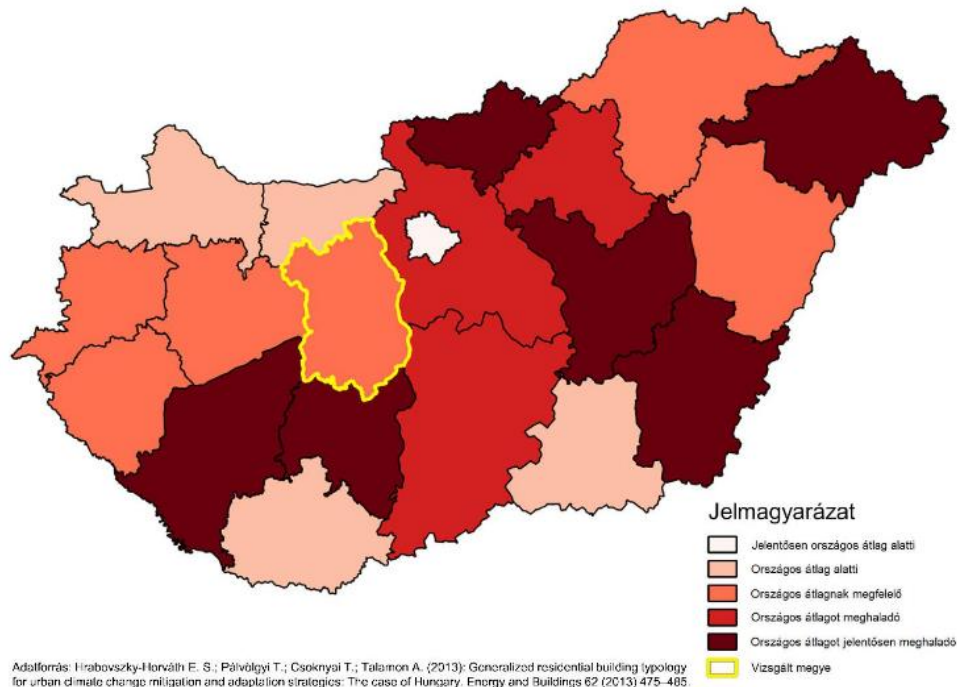 Jelmagyarázat
Jelentősen országos átlag alatti
Országos átlag alatti
Országos átlagnak megfelelő
Országos átlagot meghaladó
Országos átlagot jelentősen meghaladó
Vizsgált megye
Adatforrás: Hrabovszky-Horváth E. S.; Pálvölgyi T.; Csoknyai T.; Talamon A. (2013): Generalized residential building typology
for urban climate change mitigation and adaptation strategies: The case of Hungary. Energy and Buildings 62 (2013) 475–485.